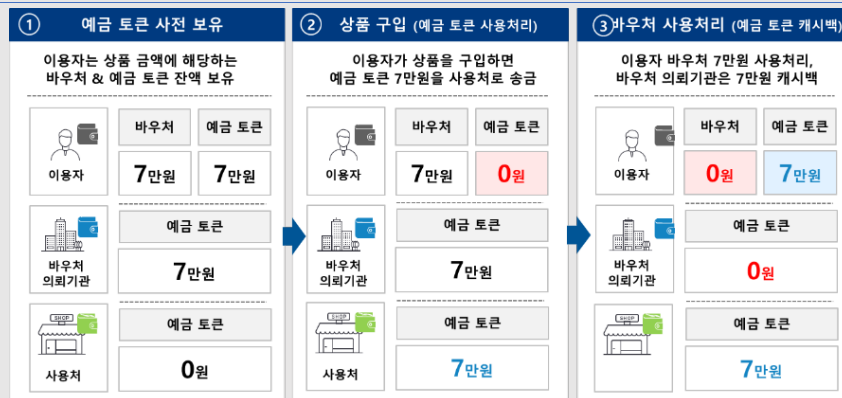 ① 예금 토큰 사전 보유
이용자는 상품 금액에 해당하는
바우처 & 예금 토큰 잔액 보유
바우처 예금 토큰
이용자
7만원 7만원
예금 토큰
바우처
의뢰기관
7만원
SHOP
예금 토큰
사용처
0원
② 상품 구입 (예금 토큰 사용처리)
이용자가 상품을 구입하면
예금 토큰 7만원을 사용처로 송금
바우처 예금 토큰
이용자
7만원 0원
예금 토큰
바우처
의뢰기관
7만원
SHOP
예금 토큰
사용처
7만원
③ 바우처 사용처리 (예금 토큰 캐시백)
이용자 바우처 7만원 사용처리,
바우처 의뢰기관은 7만원 캐시백
바우처 예금 토큰
이용자
0원 7만원
예금 토큰
바우처
의뢰기관
0원
SHOP
예금 토큰
7만원